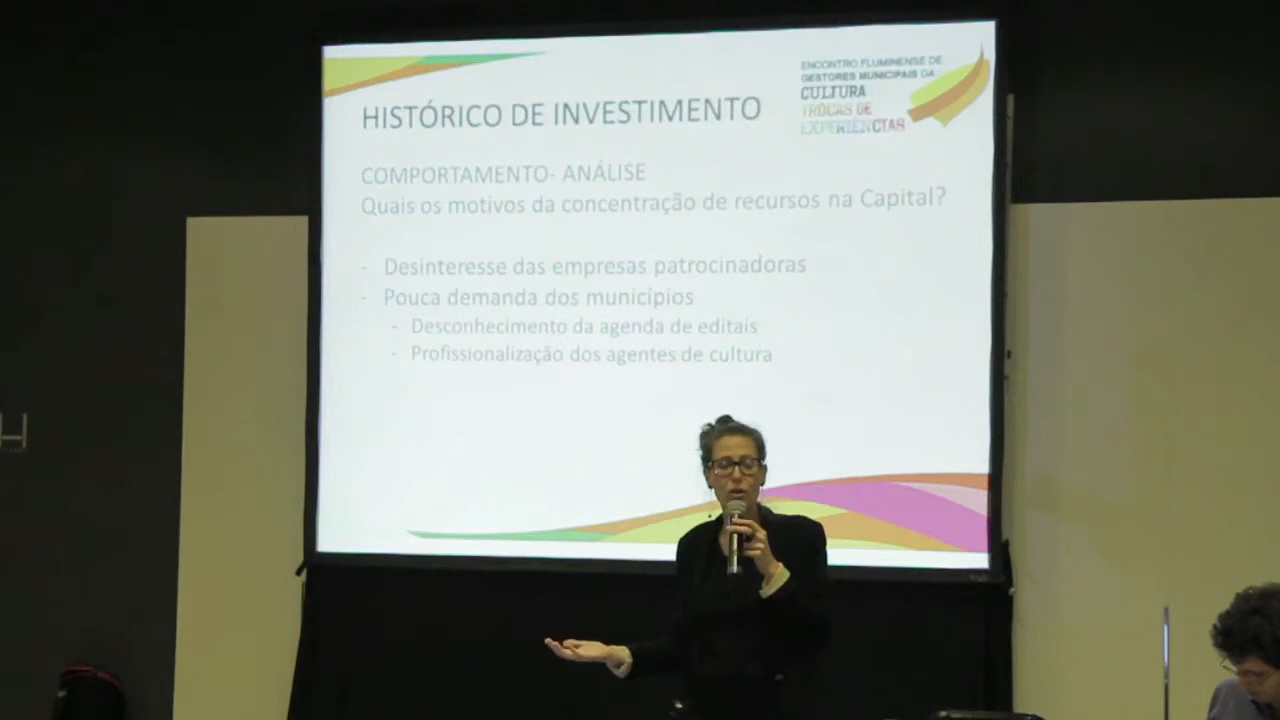 ENCONTRO FLUMINENSE DE
GESTORES MUNICIPAIS DA
CULTURA
TROCAS DE
EXPERIÊNCIAS
HISTÓRICO DE INVESTIMENTO
COMPORTAMENTO- ANÁLISE
Quais os motivos da concentração de recursos na Capital?
- Desinteresse das empresas patrocinadoras
- Pouca demanda dos municípios
- Desconhecimento da agenda de editais
- Profissionalização dos agentes de cultura
H